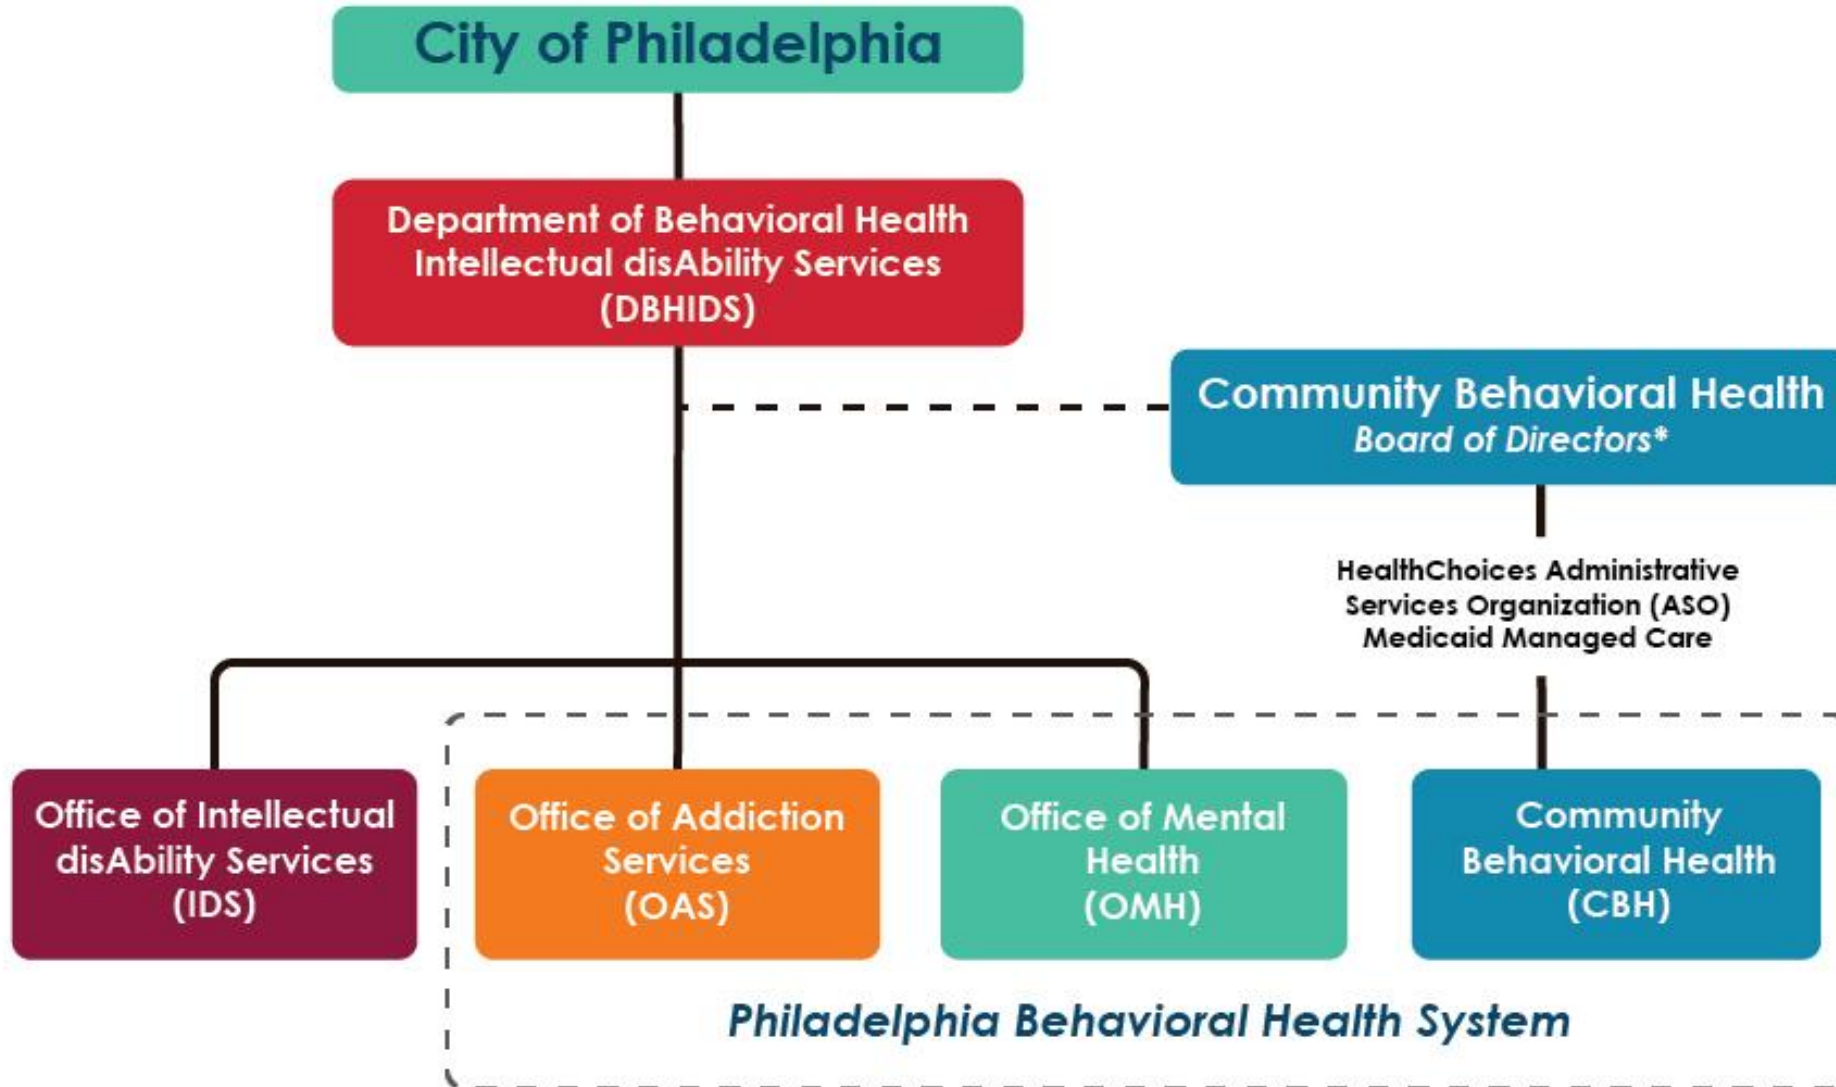 City of Philadelphia
Department of Behavioral Health
Intellectual disAbility Services
(DBHIDS)
Community Behavioral Health
Board of Directors*
HealthChoices Administrative
Services Organization (ASO)
Medicaid Managed Care
Office of Intellectual
disAbility Services
(IDS)
Office of Addiction
Services
(OAS)
Office of Mental
Health
(OMH)
Community
Behavioral Health
(CBH)
Philadelphia Behavioral Health System